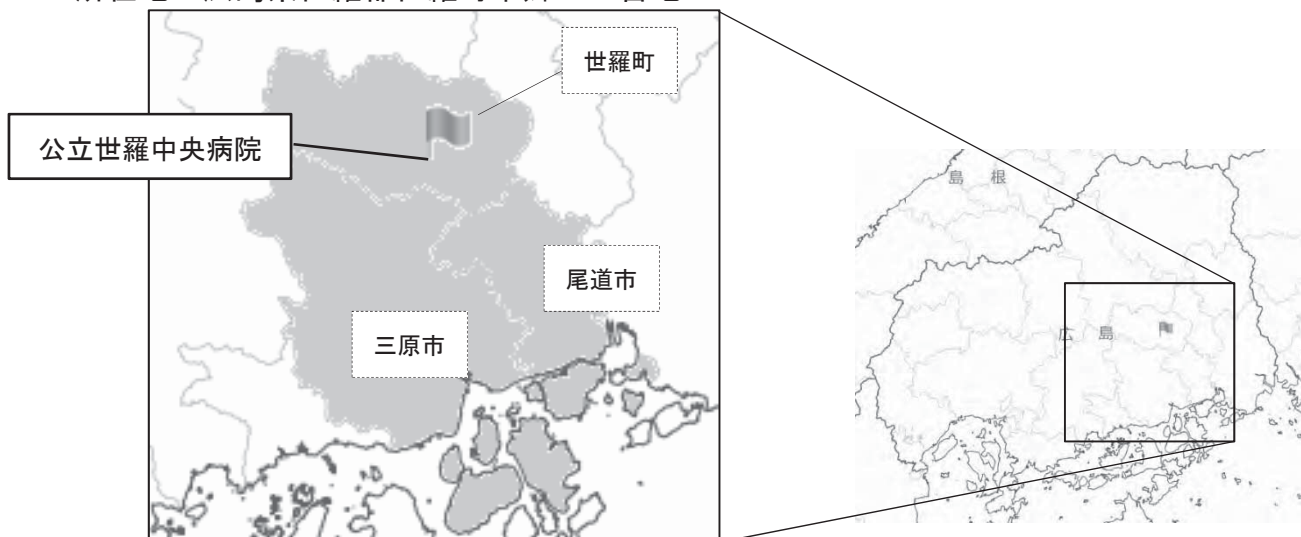 世羅町
公立世羅中央病院
島根
尾道市
広島
三原市